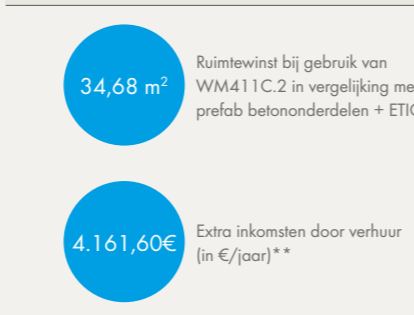 34,68 m²
Ruimtewinst bij gebruik van
WM411C.2 in vergelijking me
prefab betononderdelen + ETIC
4.161,60€
Extra inkomsten door verhuur
(in €/jaar)**